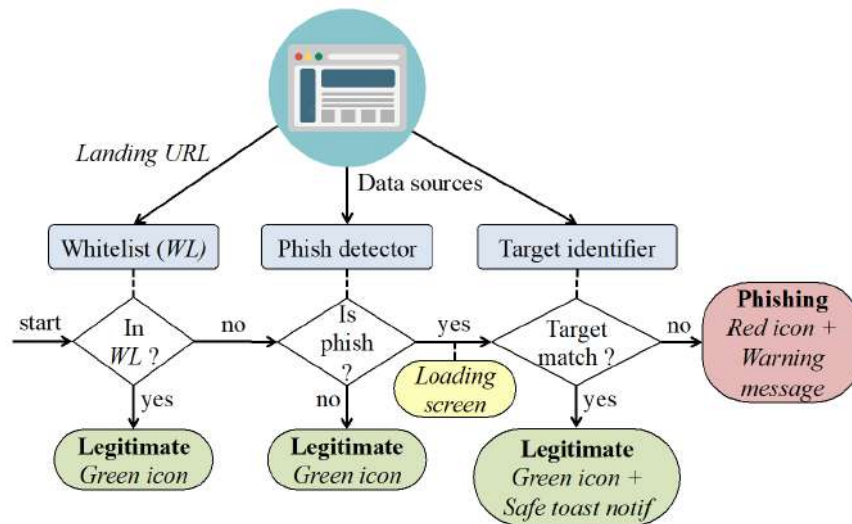 Landing URL
Data sources
Whitelist (WL)
Phish detector
Target identifier
start
In
WL ?
no
Is
phish
?
yes
Target
match ?
no
Phishing
Red icon +
Warning
message
Loading
screen
yes
no
yes
Legitimate
Green icon
Legitimate
Green icon
Legitimate
Green icon +
Safe toast notif